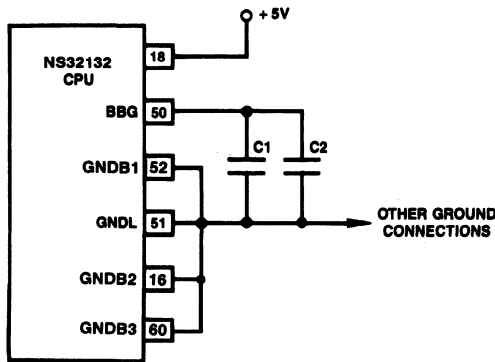 + 5V
NS32132
CPU
18
BBG 50
C1 C2
GNDB1 52
GNDL 51
OTHER GROUND
CONNECTIONS
GNDB2 16
GNDB3 60